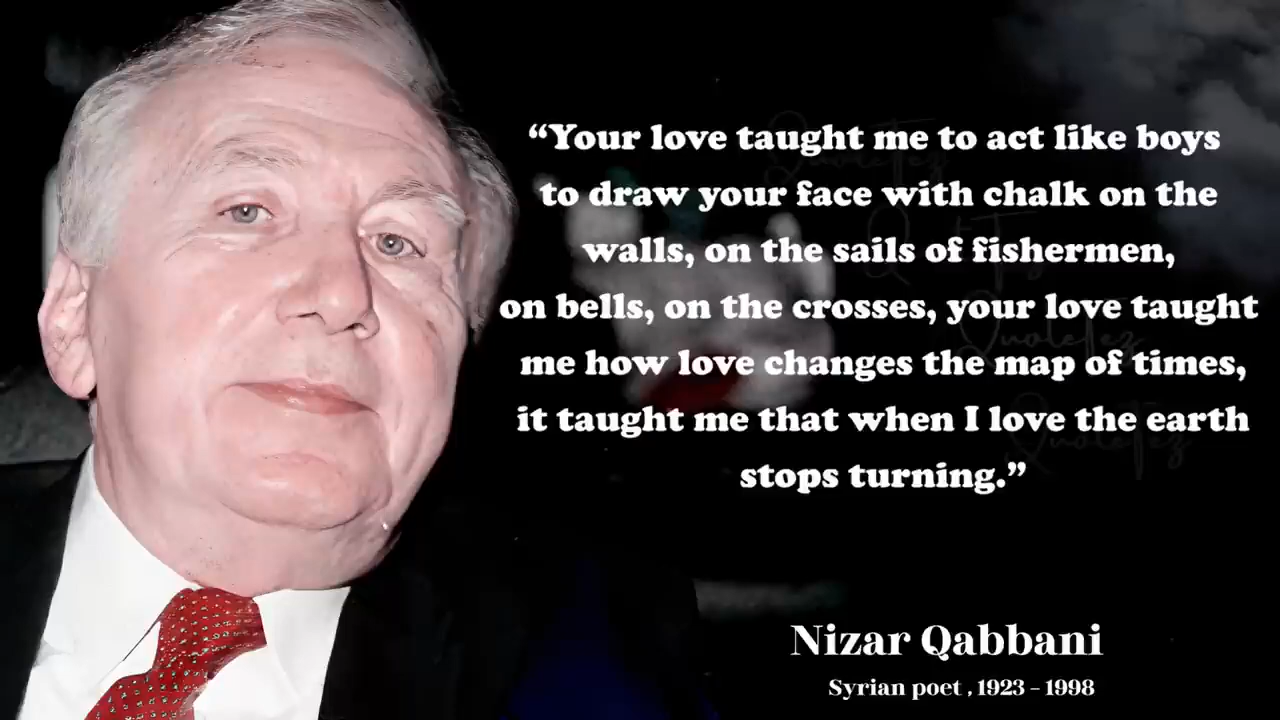 “Your love taught me to act like boys
to draw your face with chalk on the
walls, on the sails of fishermen,
on bells, on the crosses, your love taught
me how love changes the map of times,
it taught me that when I love the earth
stops turning.”
Nizar Qabbani
Syrian poet , 1923 – 1998